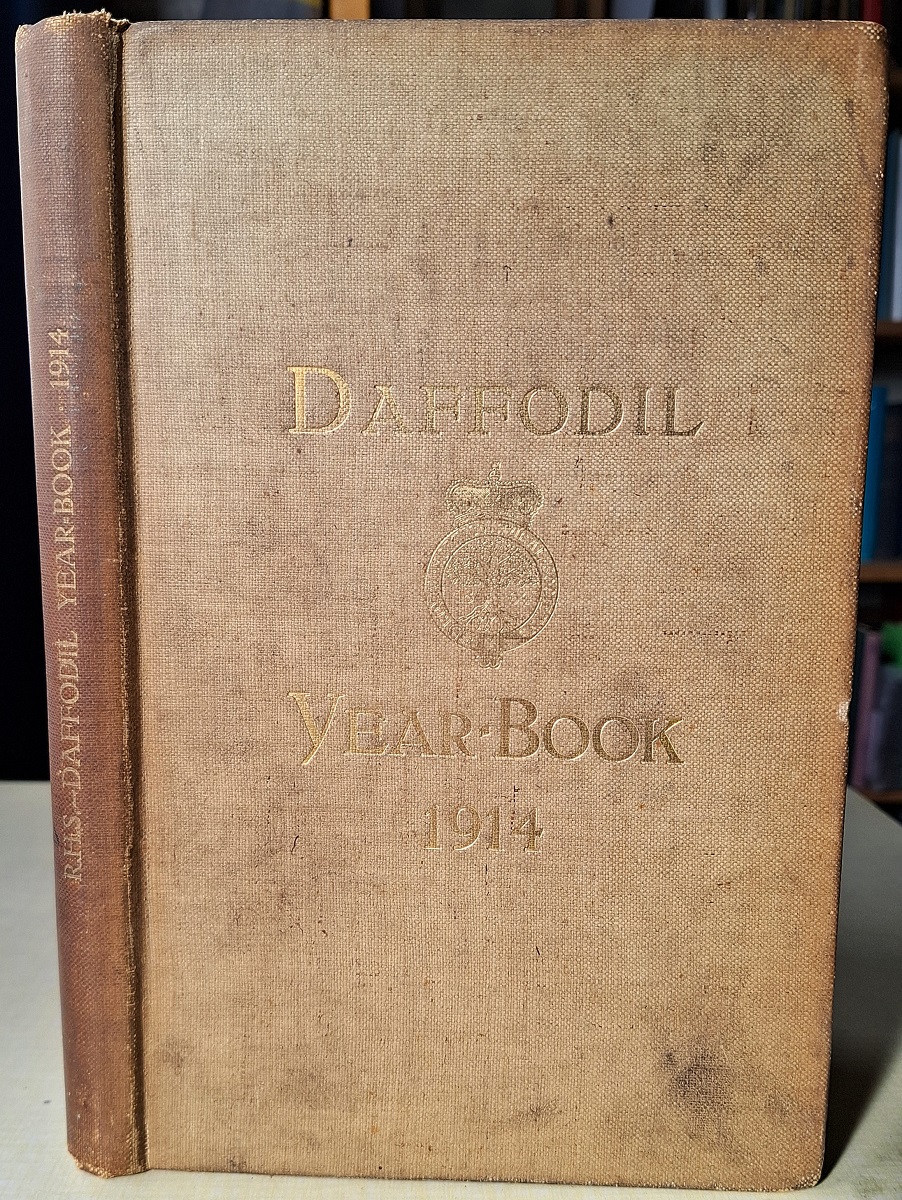 R.H.S. DAFFODIL YEAR-BOOK. 1914.
DAFFODIL
YEAR-BOOK
1914